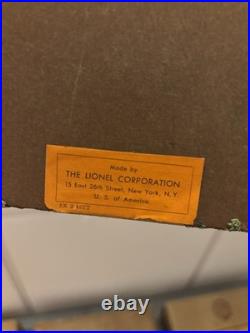 Made by
THE LIONEL CORPORATION
15 East 26th Street, New York, N. Y.
U. S. of America